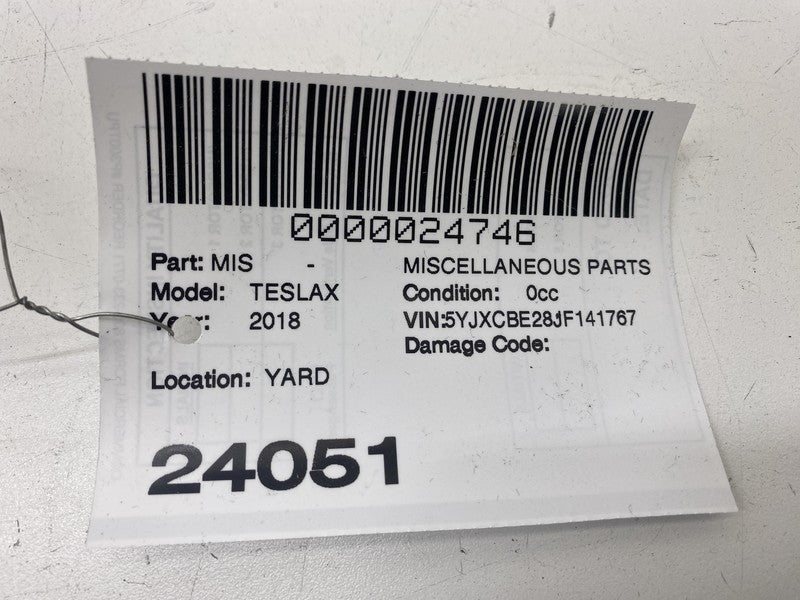 0000024746
Part: MIS - MISCELLANEOUS PARTS
Model: TESLAX Condition: 0cc
Year: 2018 VIN:5YJXCBE28JF141767
Damage Code:
Location: YARD
24051